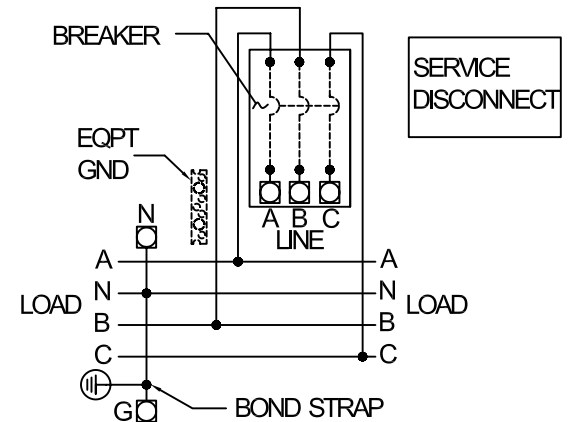 BREAKER
SERVICE
DISCONNECT
EQPT
GND
N
A B C
LINE
A A
LOAD N N LOAD
B B
C C
G BOND STRAP